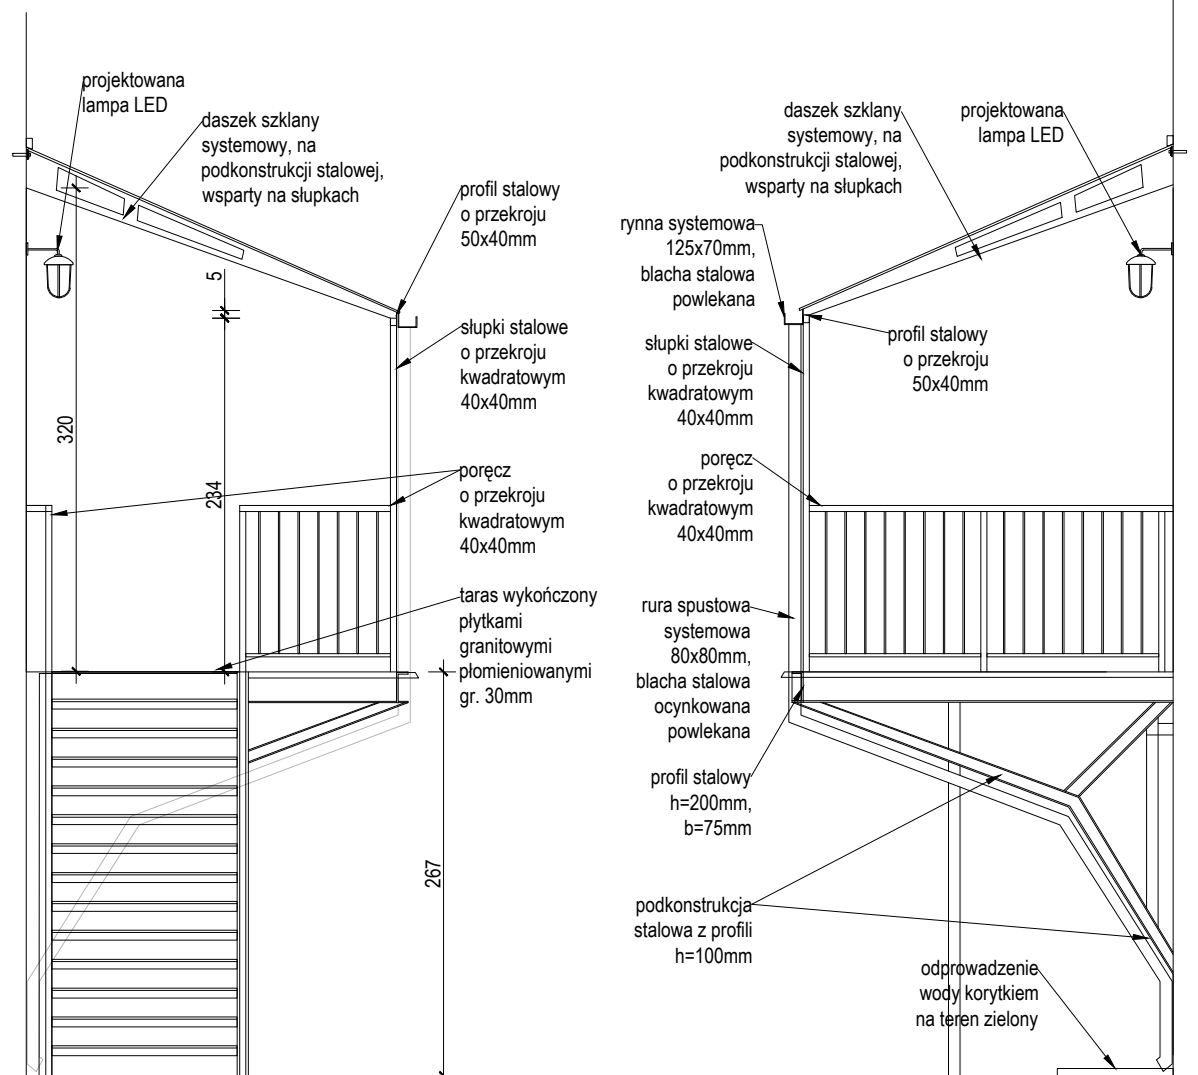 projektowana
lampa LED
daszek szklany
systemowy, na
podkonstrukcji stalowej,
wsparty na słupkach
profil stalowy
o przekroju
50x40mm
5
słupki stalowe
o przekroju
kwadratowym
40x40mm
320
234
poręcz
o przekroju
kwadratowym
40x40mm
taras wykończony
płytkami
granitowymi
płomieniowanymi
gr. 30mm
267
daszek szklany
systemowy, na
podkonstrukcji stalowej,
wsparty na słupkach
projektowana
lampa LED
rynna systemowa
125x70mm,
blacha stalowa
powlekana
profil stalowy
o przekroju
50x40mm
słupki stalowe
o przekroju
kwadratowym
40x40mm
poręcz
o przekroju
kwadratowym
40x40mm
rura spustowa
systemowa
80x80mm,
blacha stalowa
ocynkowana
powlekana
profil stalowy
h=200mm,
b=75mm
podkonstrukcja
stalowa z profili
h=100mm
odprowadzenie
wody korytkiem
na teren zielony